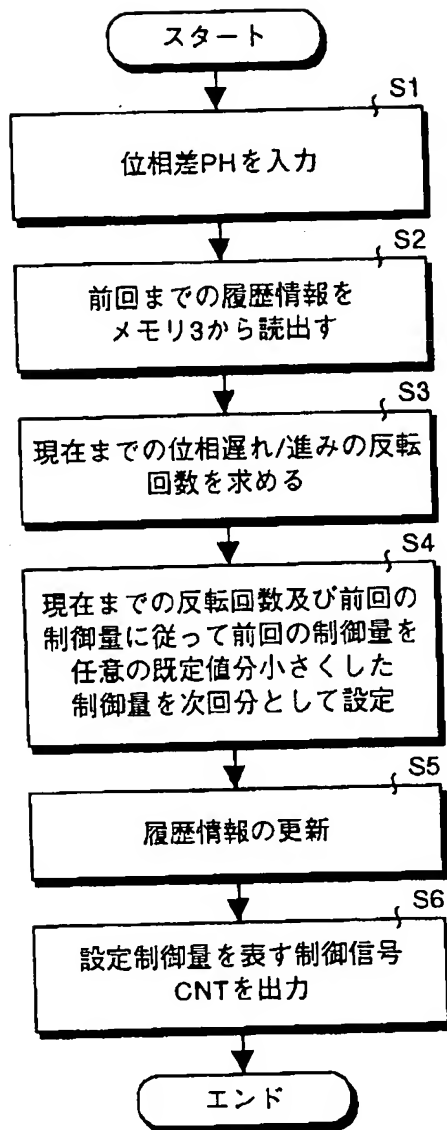 スタート
S1
位相差PHを入力
S2
前回までの履歴情報を
メモリ3から読出す
S3
現在までの位相遅れ/進みの反転
回数を求める
S4
現在までの反転回数及び前回の
制御量に従って前回の制御量を
任意の既定値分小さくした
制御量を次回分として設定
S5
履歴情報の更新
S6
設定制御量を表す制御信号
CNTを出力
エンド